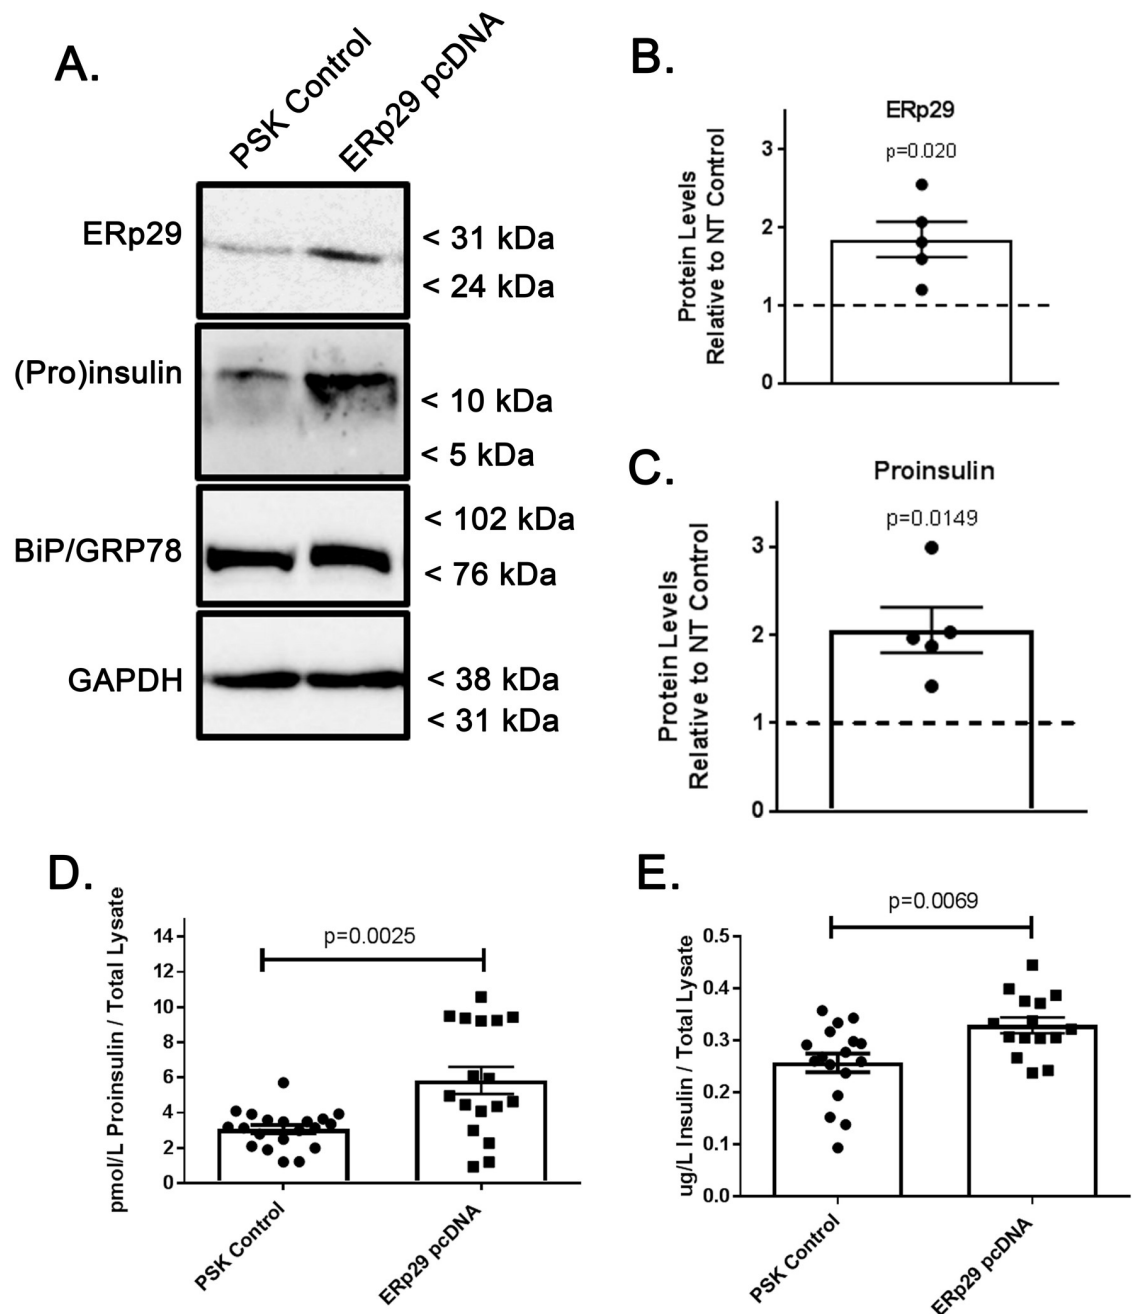 A.
PSK Control
ERp29 pcDNA
ERp29
< 31 kDa
< 24 kDa
(Pro)insulin
< 10 kDa
< 5 kDa
BiP/GRP78
< 102 kDa
< 76 kDa
GAPDH
< 38 kDa
< 31 kDa
B.
ERp29
p=0.020
Protein Levels
Relative to NT Control
3
2
1
0
C.
Proinsulin
p=0.0149
Protein Levels
Relative to NT Control
3
2
1
0
D.
p=0.0025
pmol/L Proinsulin / Total Lysate
14
12
10
8
6
4
2
0
PSK Control
ERp29 pcDNA
E.
p=0.0069
ug/L Insulin / Total Lysate
0.5
0.4
0.3
0.2
0.1
0.0
PSK Control
ERp29 pcDNA